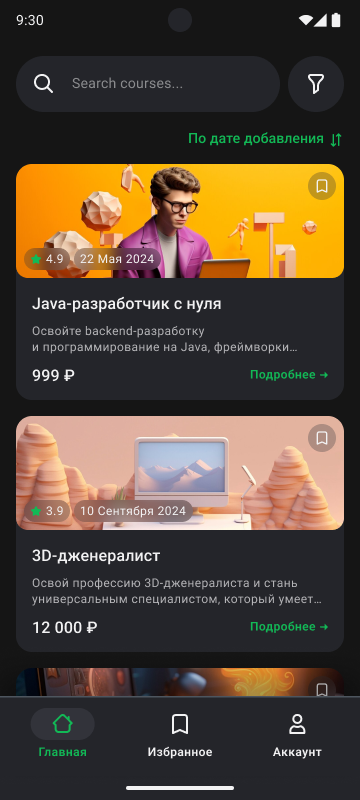 9:30
Search courses...
По дате добавления
4.9
22 Мая 2024
Java-разработчик с нуля
Освойте backend-разработку
и программирование на Java, фреймворки...
999 ₽
Подробнее →
3.9
10 Сентября 2024
3D-дженералист
Освой профессию 3D-дженералиста и стань
универсальным специалистом, который умеет...
12 000 ₽
Подробнее →
Главная
Избранное
Аккаунт